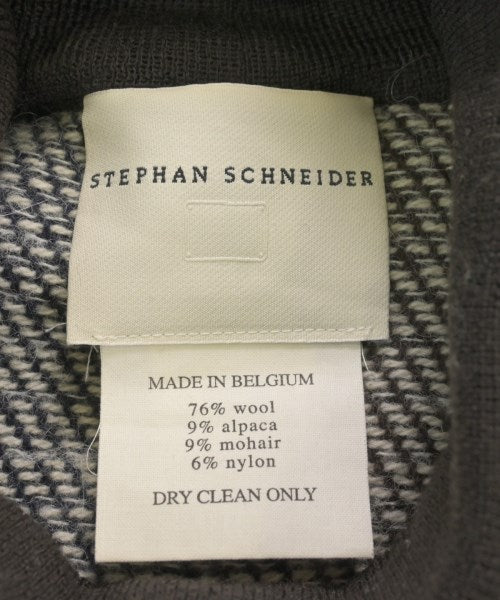 STEPHAN SCHNEIDER
MADE IN BELGIUM
76% wool
9% alpaca
9% mohair
6% nylon
DRY CLEAN ONLY